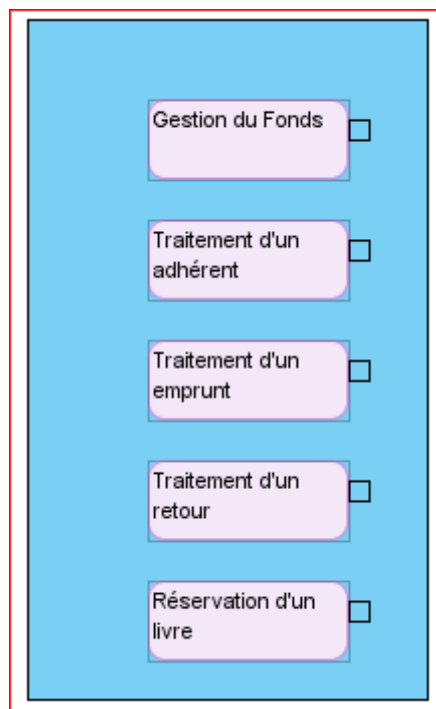 Gestion du Fonds
Traitement d'un
adhérent
Traitement d'un
emprunt
Traitement d'un
retour
Réservation d'un
livre